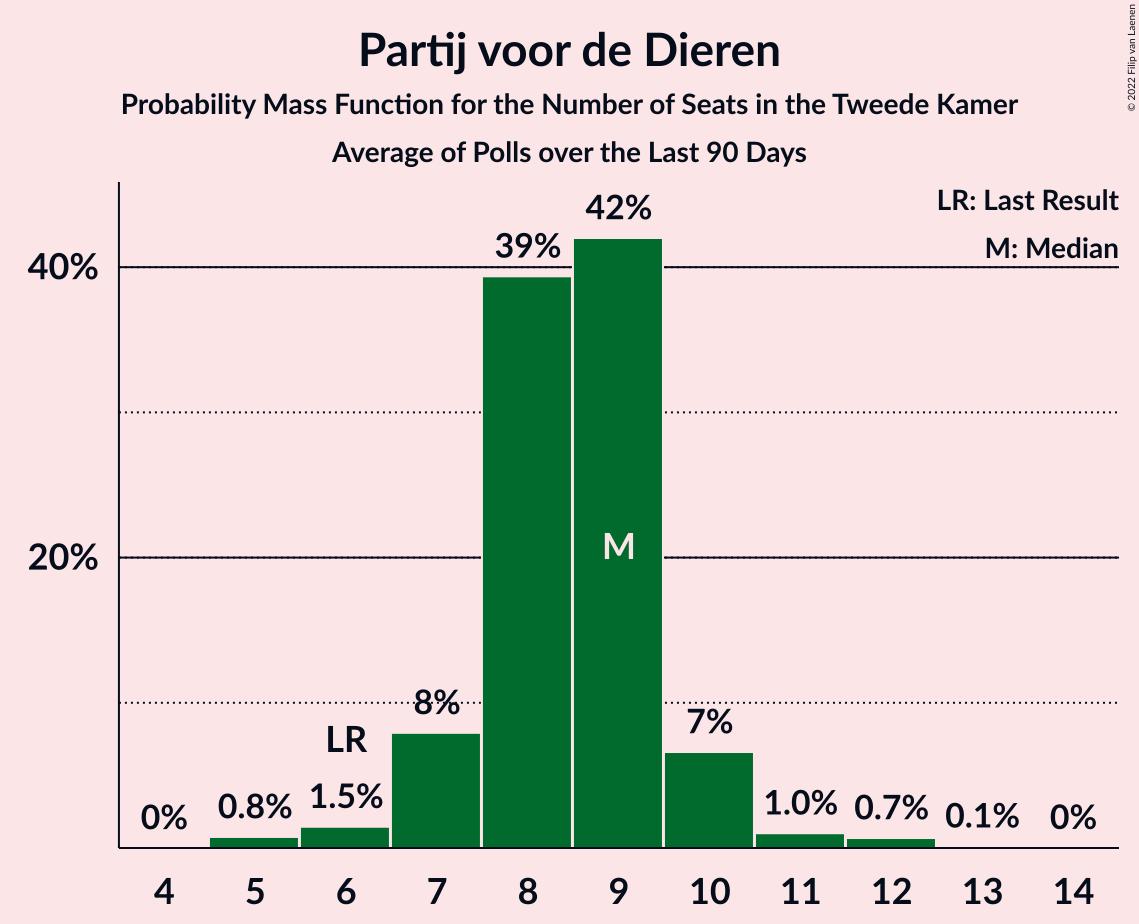 Partij voor de Dieren
Probability Mass Function for the Number of Seats in the Tweede Kamer
Average of Polls over the Last 90 Days
© 2022 Filip van Laenen
LR: Last Result
M: Median
40%
20%
0%
0.8%
1.5%
LR
8%
39%
42%
M
7%
1.0%
0.7%
0.1%
0%
4 5 6 7 8 9 10 11 12 13 14